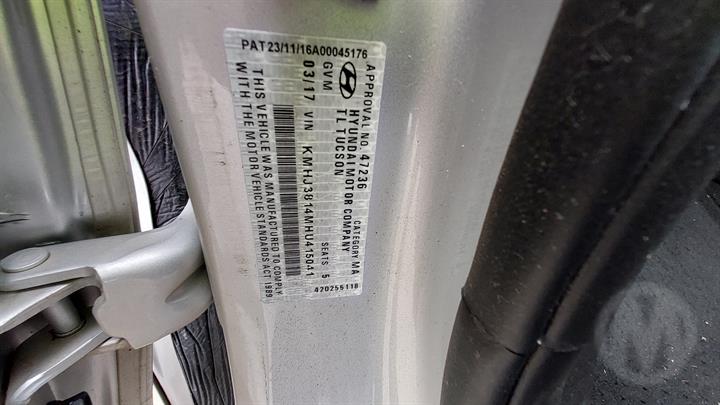 PAT23/11/16A00045176
APPROVAL NO. 47236 CATEGORY MA
HYUNDAI MOTOR COMPANY
TL TUCSON SEATS 5
GVM
03/17 VIN KMHJ3814MHU415041
THIS VEHICLE WAS MANUFACTURED TO COMPLY
WITH THE MOTOR VEHICLE STANDARDS ACT 1989
420255118